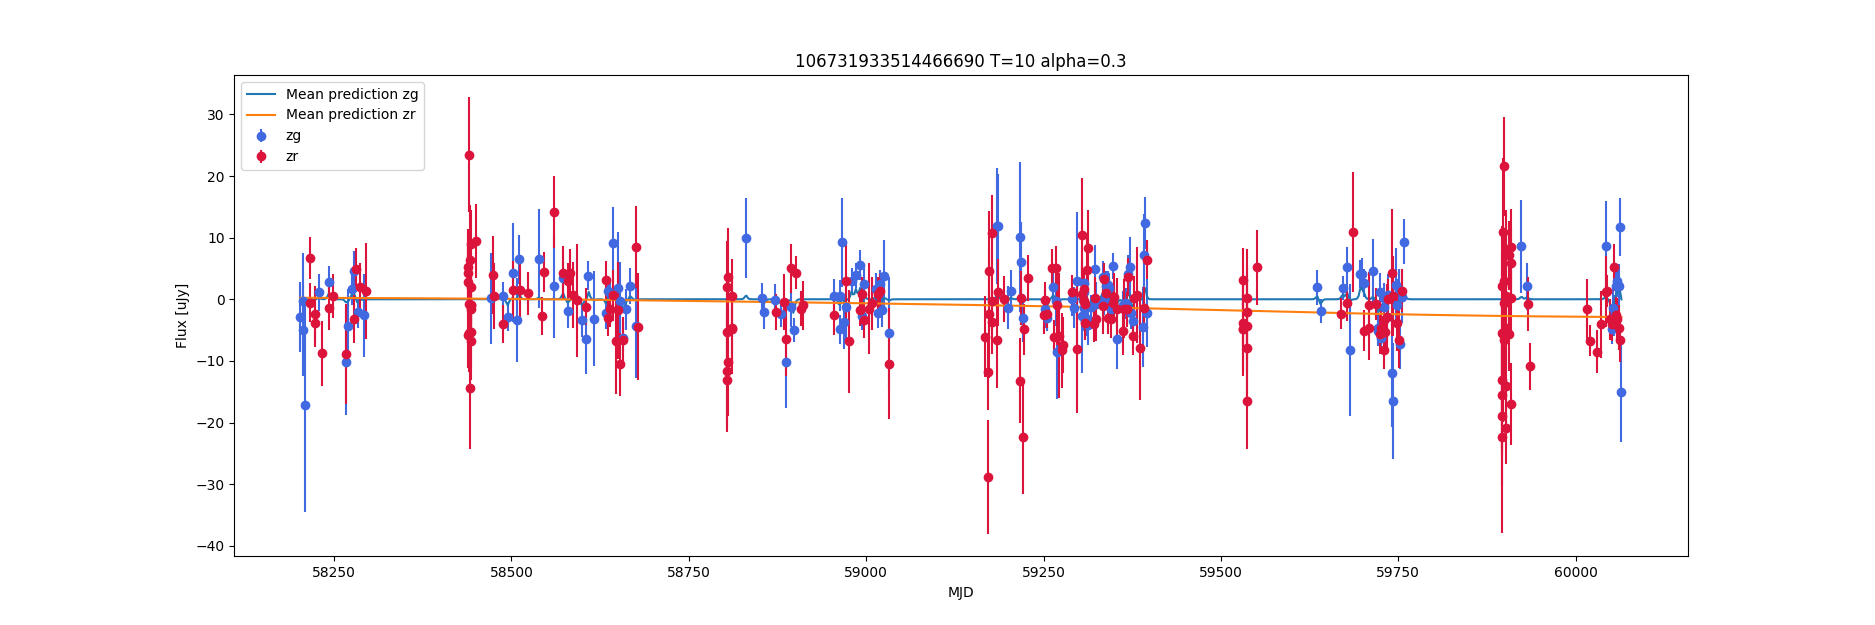 106731933514466690 T=10 alpha=0.3
Mean prediction zg
Mean prediction zr
zg
zr
Flux [uJy]
30
20
10
0
−10
−20
−30
−40
58250
58500
58750
59000
59250
59500
59750
60000
MJD